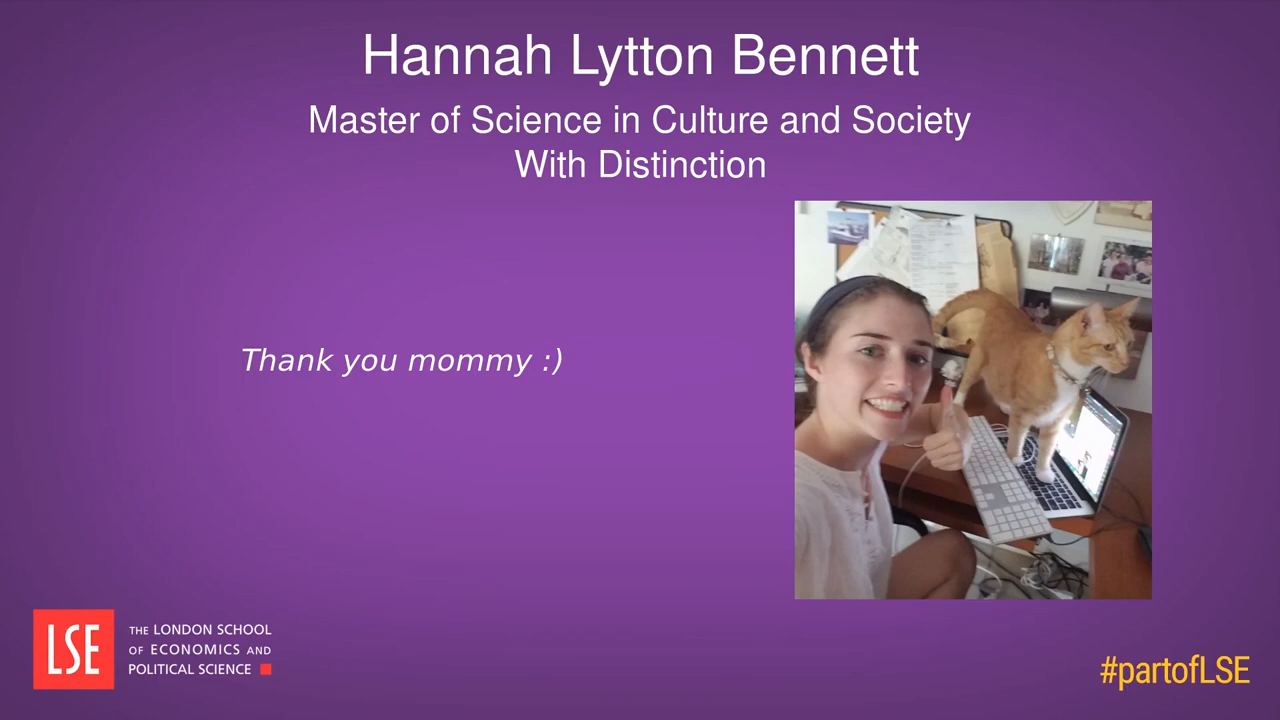 Hannah Lytton Bennett
Master of Science in Culture and Society
With Distinction
Thank you mommy :)
LSE
THE LONDON SCHOOL
OF ECONOMICS AND
POLITICAL SCIENCE
#partofLSE